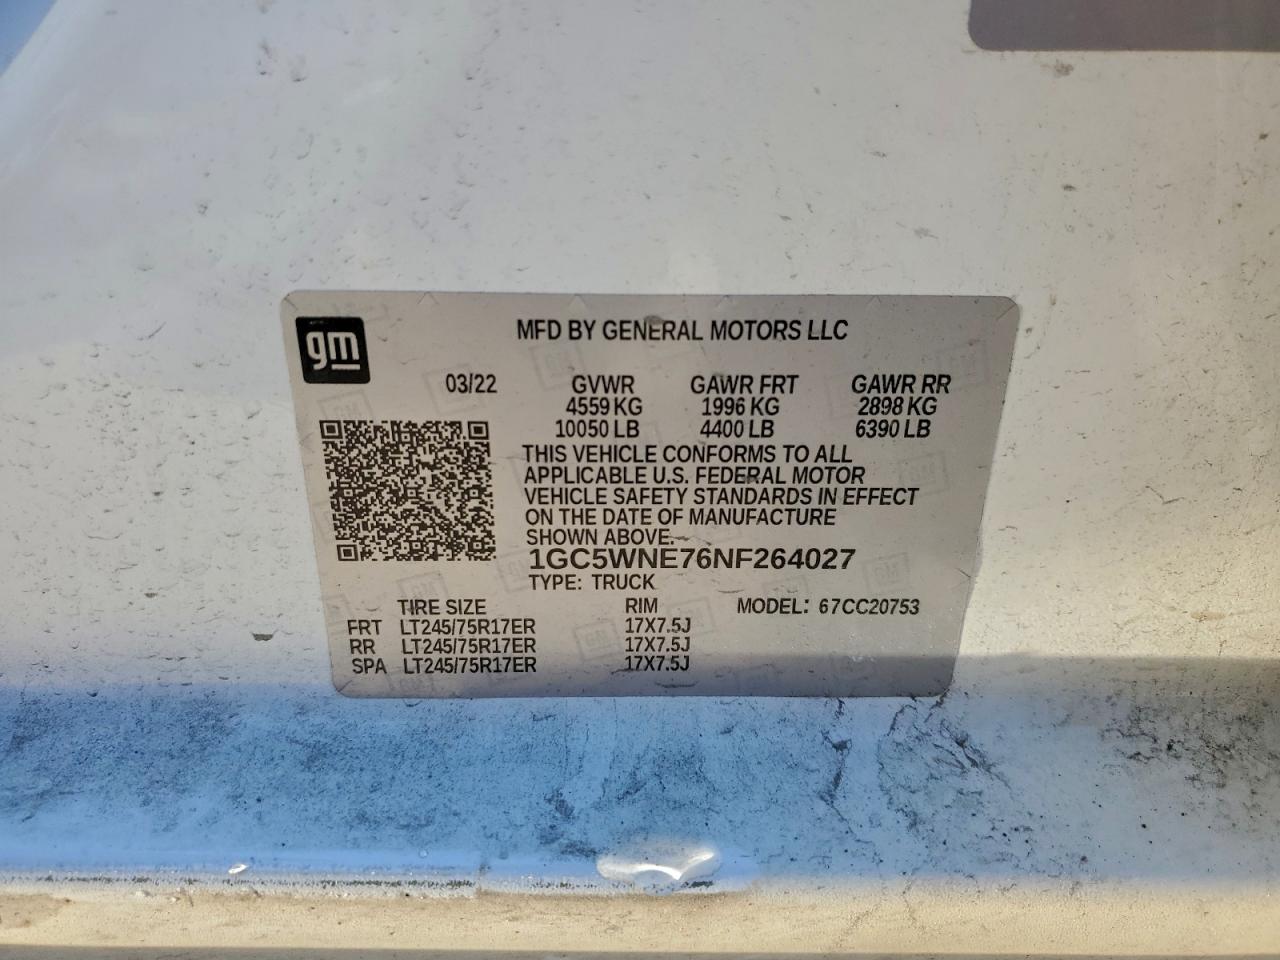 gm
MFD BY GENERAL MOTORS LLC
03/22 GVWR GAWR FRT GAWR RR
4559 KG 1996 KG 2898 KG
10050 LB 4400 LB 6390 LB
THIS VEHICLE CONFORMS TO ALL
APPLICABLE U.S. FEDERAL MOTOR
VEHICLE SAFETY STANDARDS IN EFFECT
ON THE DATE OF MANUFACTURE
SHOWN ABOVE.
1GC5WNE76NF264027
TYPE: TRUCK
TIRE SIZE RIM MODEL: 67CC20753
FRT LT245/75R17ER 17X7.5J
RR LT245/75R17ER 17X7.5J
SPA LT245/75R17ER 17X7.5J